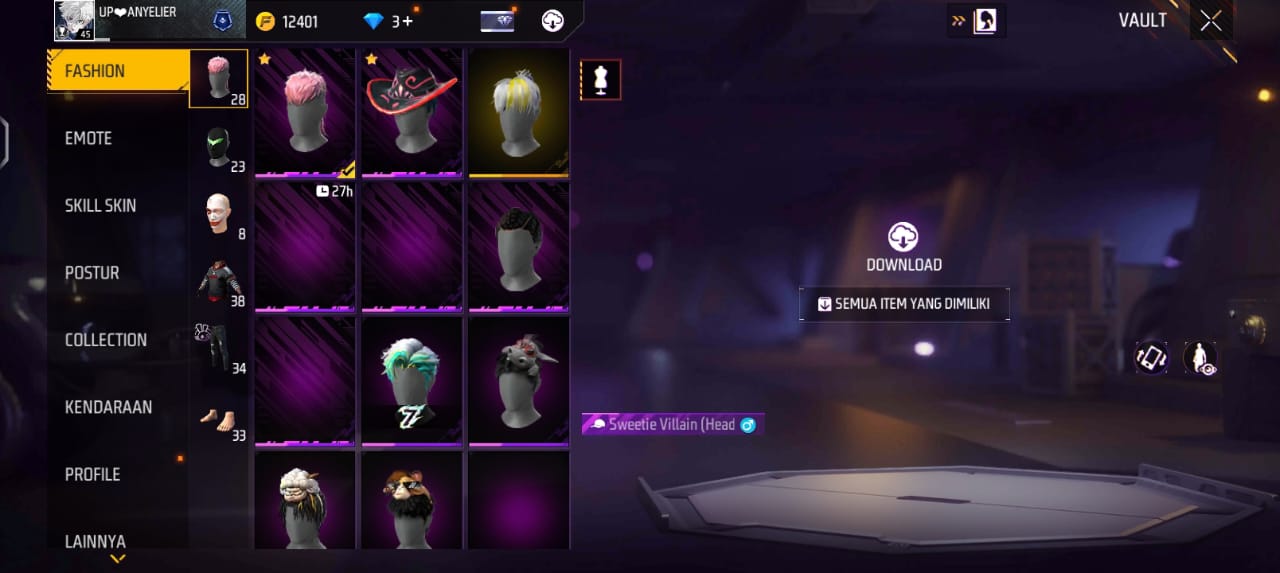 UP❤ANYELIER
45
12401
3+
VAULT
FASHION
28
EMOTE
23
SKILL SKIN
8
POSTUR
38
COLLECTION
34
KENDARAAN
33
PROFILE
LAINNYA
27h
DOWNLOAD
SEMUA ITEM YANG DIMILIKI
Sweetie Villain (Head